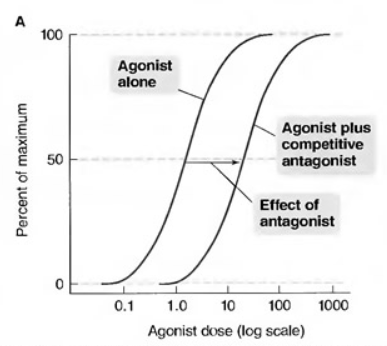 A
100
50
0
Percent of maximum
Agonist
alone
Agonist plus
competitive
antagonist
Effect of
antagonist
0.1 1.0 10 100 1000
Agonist dose (log scale)